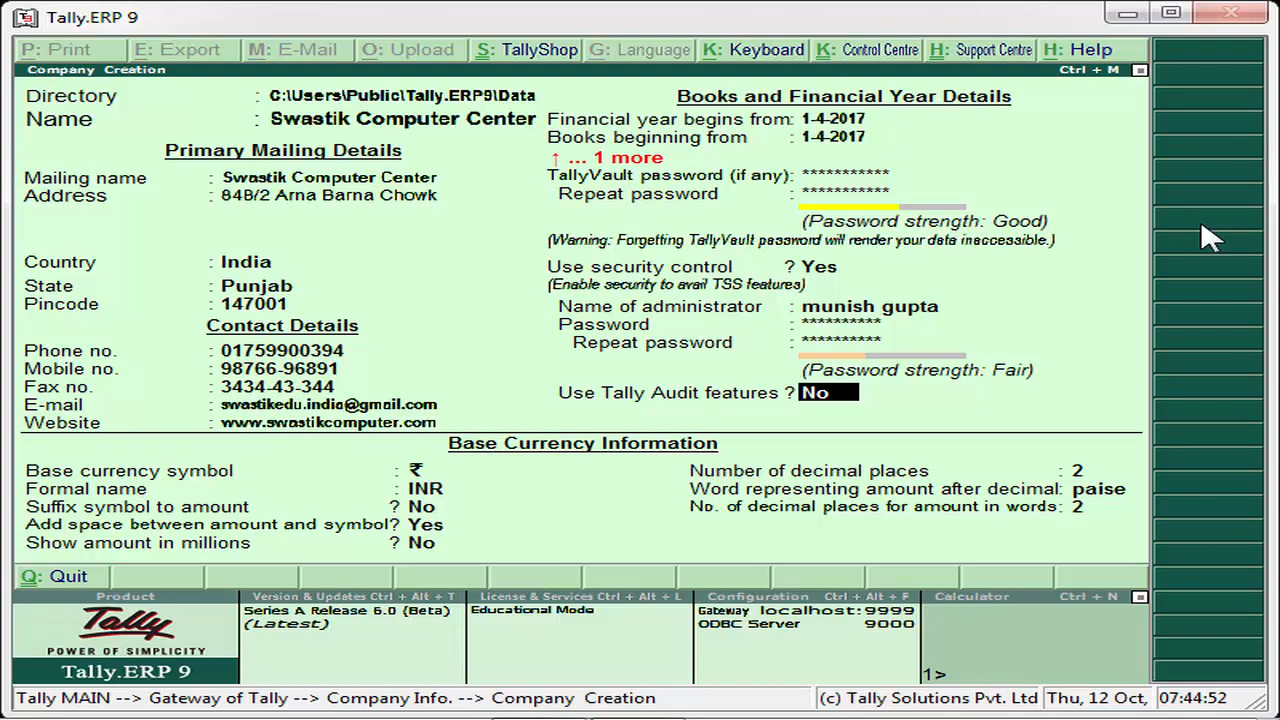 Tally.ERP 9
P: Print E: Export M: E-Mail O: Upload S: TallyShop G: Language K: Keyboard K: Control Centre H: Support Centre H: Help
Company Creation Ctrl + M
Directory : C:\Users\Public\Tally.ERP9\Data
Name : Swastik Computer Center
Primary Mailing Details
Mailing name : Swastik Computer Center
Address : 84B/2 Arna Barna Chowk
Country : India
State : Punjab
Pincode : 147001
Contact Details
Phone no. : 01759900394
Mobile no. : 98766-96891
Fax no. : 3434-43-344
E-mail : swastikedu.india@gmail.com
Website : www.swastikcomputer.com
Books and Financial Year Details
Financial year begins from: 1-4-2017
Books beginning from : 1-4-2017
↑ ... 1 more
TallyVault password (if any): ***********
Repeat password : ***********
(Password strength: Good)
(Warning: Forgetting TallyVault password will render your data inaccessible.)
Use security control ? Yes
(Enable security to avail TSS features)
Name of administrator : munish gupta
Password : **********
Repeat password : **********
(Password strength: Fair)
Use Tally Audit features ? No
Base Currency Information
Base currency symbol : ₹
Formal name : INR
Suffix symbol to amount ? No
Add space between amount and symbol? Yes
Show amount in millions ? No
Number of decimal places : 2
Word representing amount after decimal: paise
No. of decimal places for amount in words: 2
Q: Quit
Product
Tally
POWER OF SIMPLICITY
Tally.ERP 9
Version & Updates Ctrl + Alt + T
Series A Release 6.0 (Beta)
(Latest)
License & Services Ctrl + Alt + L
Educational Mode
Configuration Ctrl + Alt + F
Gateway localhost:9999
ODBC Server 9000
Calculator Ctrl + N
1>
Tally MAIN --> Gateway of Tally --> Company Info. --> Company Creation (c) Tally Solutions Pvt. Ltd Thu, 12 Oct, 07:44:52